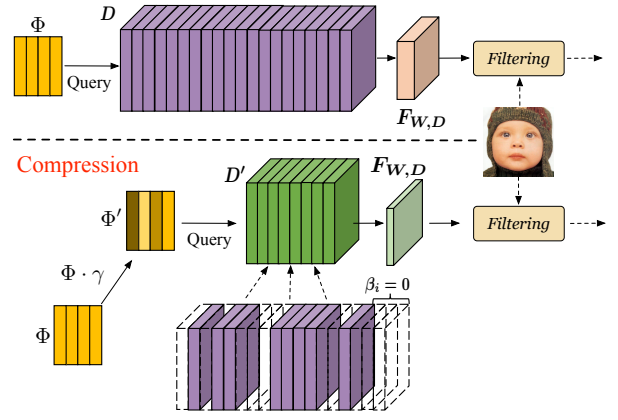 Φ
D
Query
F_{W,D}
Filtering
Compression
Φ′
D′
F_{W,D}
Query
Filtering
Φ · γ
β_i = 0
Φ